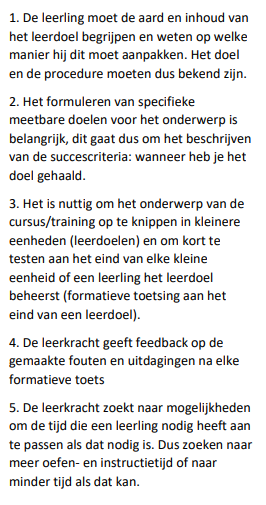 1. De leerling moet de aard en inhoud van
het leerdoel begrijpen en weten op welke
manier hij dit moet aanpakken. Het doel
en de procedure moeten dus bekend zijn.
2. Het formuleren van specifieke
meetbare doelen voor het onderwerp is
belangrijk, dit gaat dus om het beschrijven
van de succescriteria: wanneer heb je het
doel gehaald.
3. Het is nuttig om het onderwerp van de
cursus/training op te knippen in kleinere
eenheden (leerdoelen) en om kort te
testen aan het eind van elke kleine
eenheid of een leerling het leerdoel
beheerst (formatieve toetsing aan het
eind van een leerdoel).
4. De leerkracht geeft feedback op de
gemaakte fouten en uitdagingen na elke
formatieve toets
5. De leerkracht zoekt naar mogelijkheden
om de tijd die een leerling nodig heeft aan
te passen als dat nodig is. Dus zoeken naar
meer oefen- en instructietijd of naar
minder tijd als dat kan.